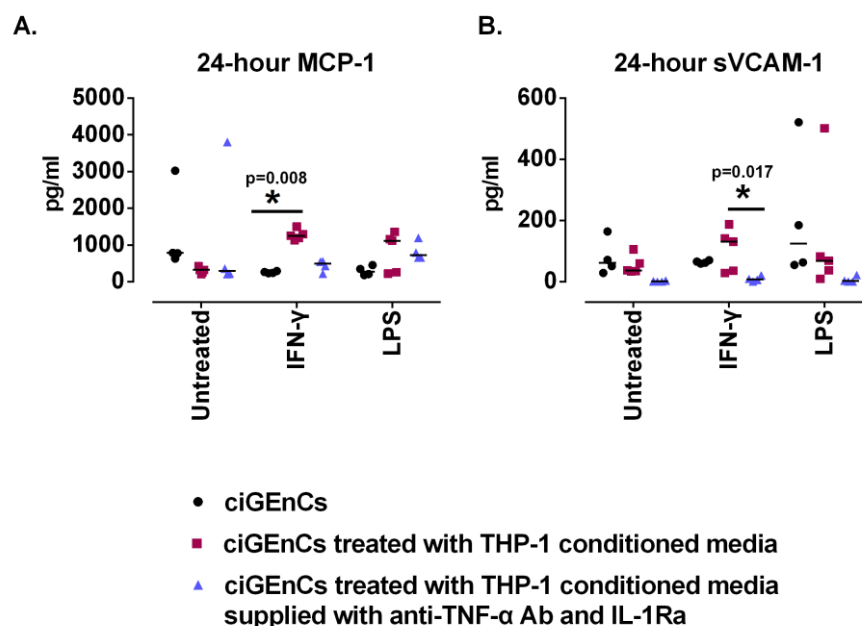 A.
24-hour MCP-1
5000
4000
3000
2000
1000
0
pg/ml
p=0.008
*
Untreated
IFN-γ
LPS
B.
24-hour sVCAM-1
600
400
200
0
pg/ml
p=0.017
*
Untreated
IFN-γ
LPS
ciGEnCs
ciGEnCs treated with THP-1 conditioned media
ciGEnCs treated with THP-1 conditioned media
supplied with anti-TNF-α Ab and IL-1Ra